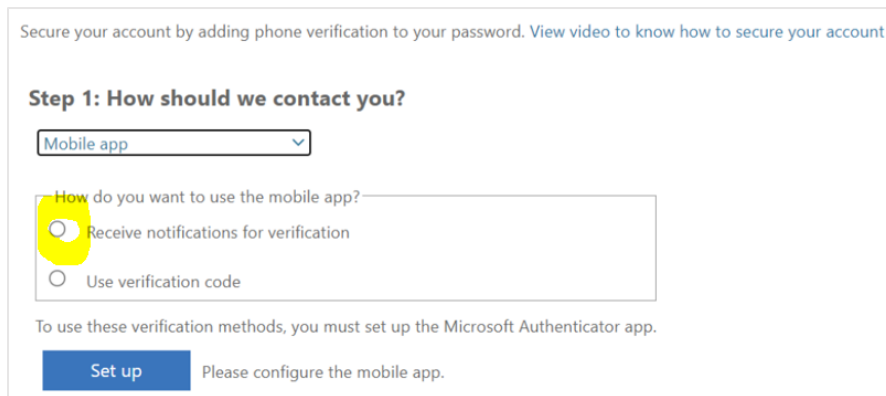 Secure your account by adding phone verification to your password. View video to know how to secure your account
Step 1: How should we contact you?
Mobile app
How do you want to use the mobile app?
Receive notifications for verification
Use verification code
To use these verification methods, you must set up the Microsoft Authenticator app.
Set up Please configure the mobile app.